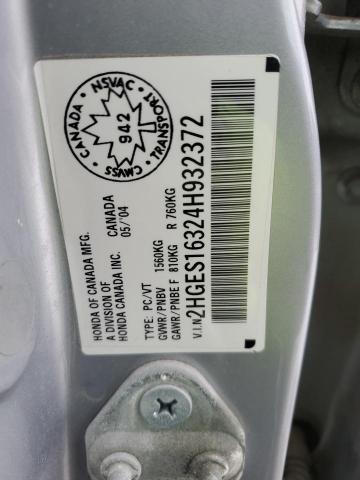 HONDA OF CANADA MFG. CANADA
A DIVISION OF 05/'04
HONDA CANADA INC.
TYPE: PC/VT
GVWR/PNBV 1560KG
GAWR/PNBE F 810KG R 760KG
V.I.N 2HGES16324H932372
CANADA NSVAC TRANSPORT CMVSS
942